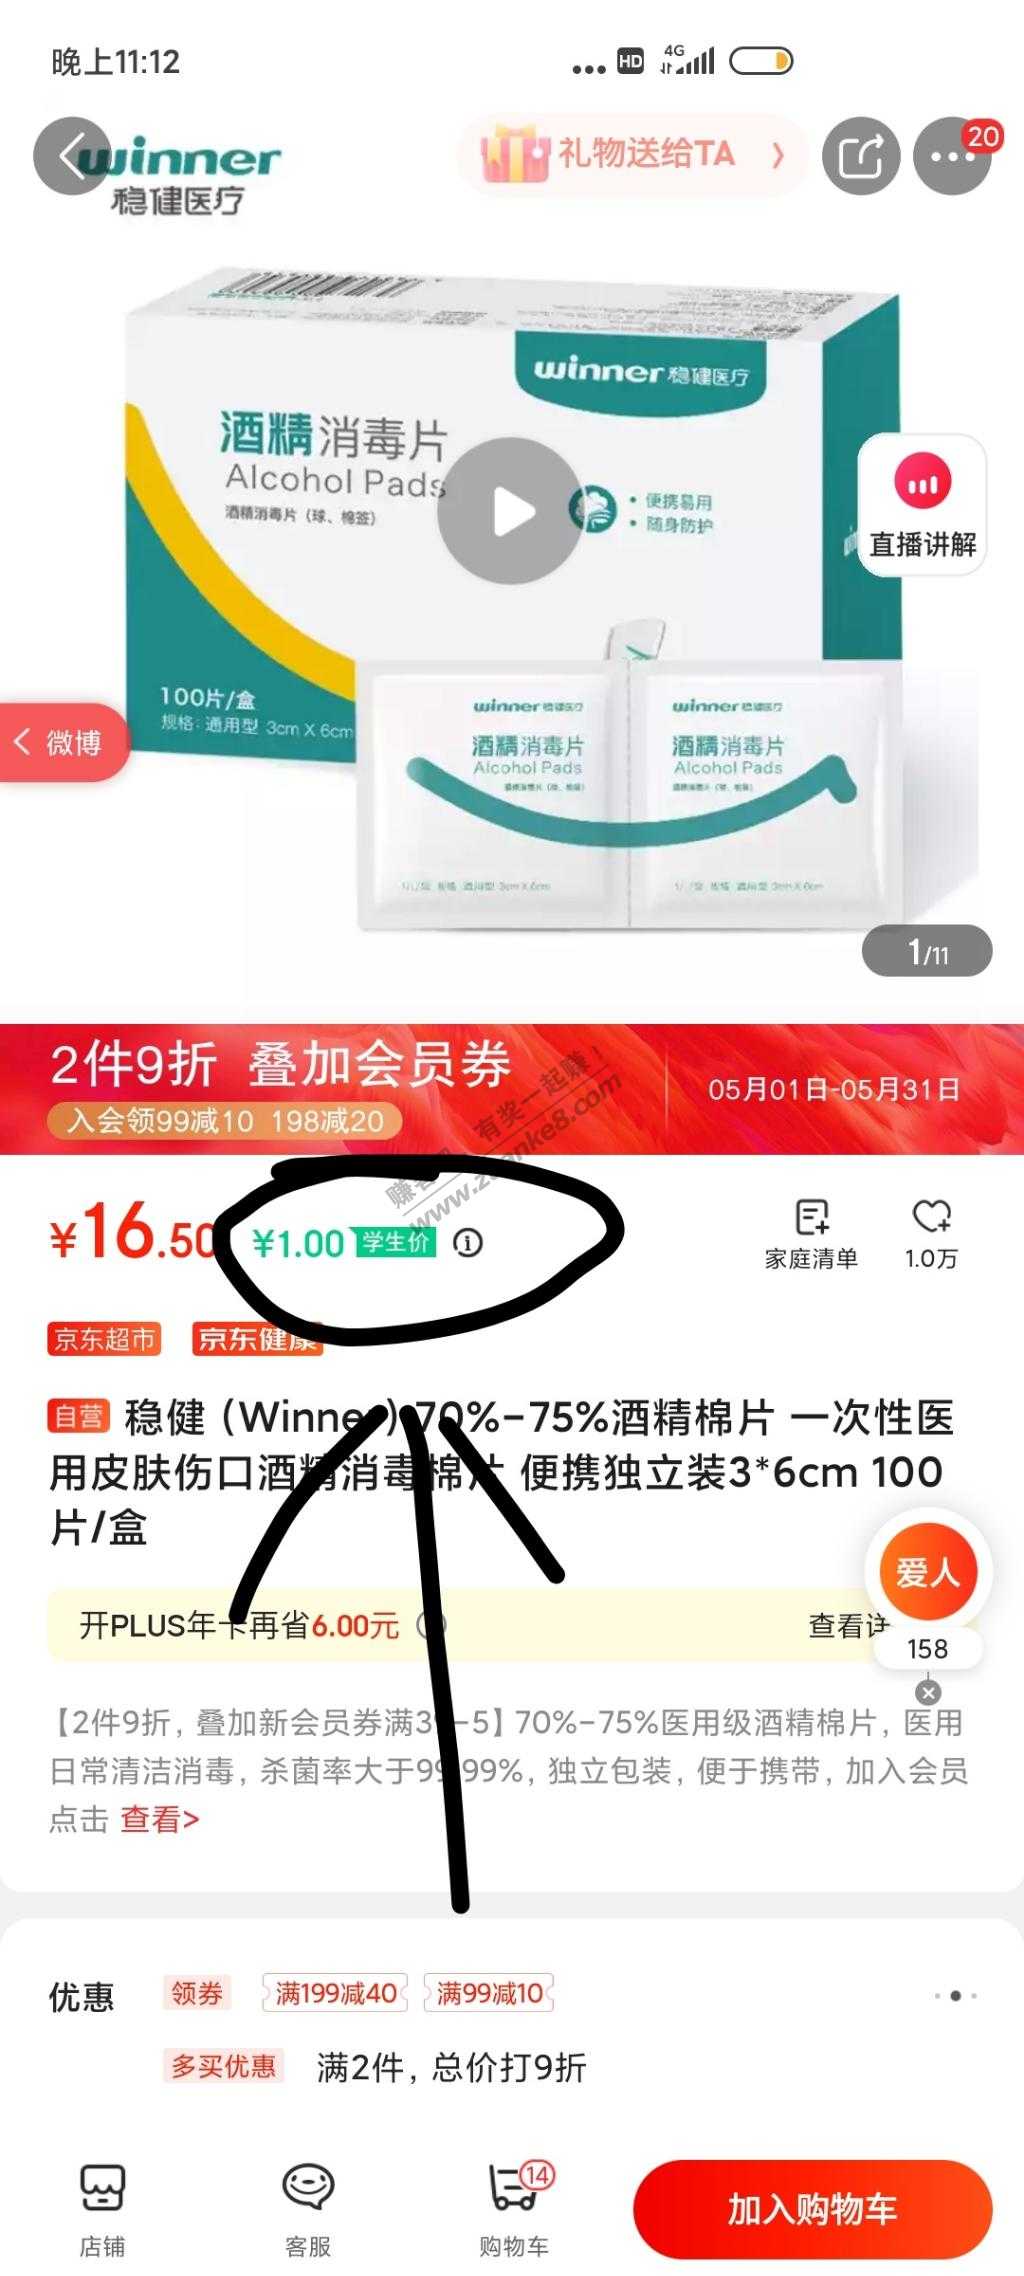 晚上11:12
HD 4G
winner
稳健医疗
礼物送给TA
20
winner 稳健医疗
酒精消毒片
Alcohol Pads
酒精消毒片（球、棉签）
• 便携易用
• 随身防护
直播讲解
100片/盒
规格: 通用型 3cm X 6cm
微博
winner 稳健医疗
酒精消毒片
Alcohol Pads
winner 稳健医疗
酒精消毒片
Alcohol Pads
1/11
2件9折 叠加会员券
入会领99减10 198减20
05月01日-05月31日
赚客吧 有奖一起赚！
www.zuanke8.com
¥16.50
¥1.00 学生价
家庭清单
1.0万
京东超市
京东健康
自营 稳健（Winner）70%-75%酒精棉片 一次性医
用皮肤伤口酒精消毒棉片 便携独立装3*6cm 100
片/盒
爱人
158
开PLUS年卡再省6.00元
查看详
【2件9折, 叠加新会员券满39-5】70%-75%医用级酒精棉片, 医用
日常清洁消毒, 杀菌率大于99.99%, 独立包装, 便于携带, 加入会员
点击 查看>
优惠
领券
满199减40
满99减10
多买优惠
满2件, 总价打9折
店铺
客服
14
购物车
加入购物车